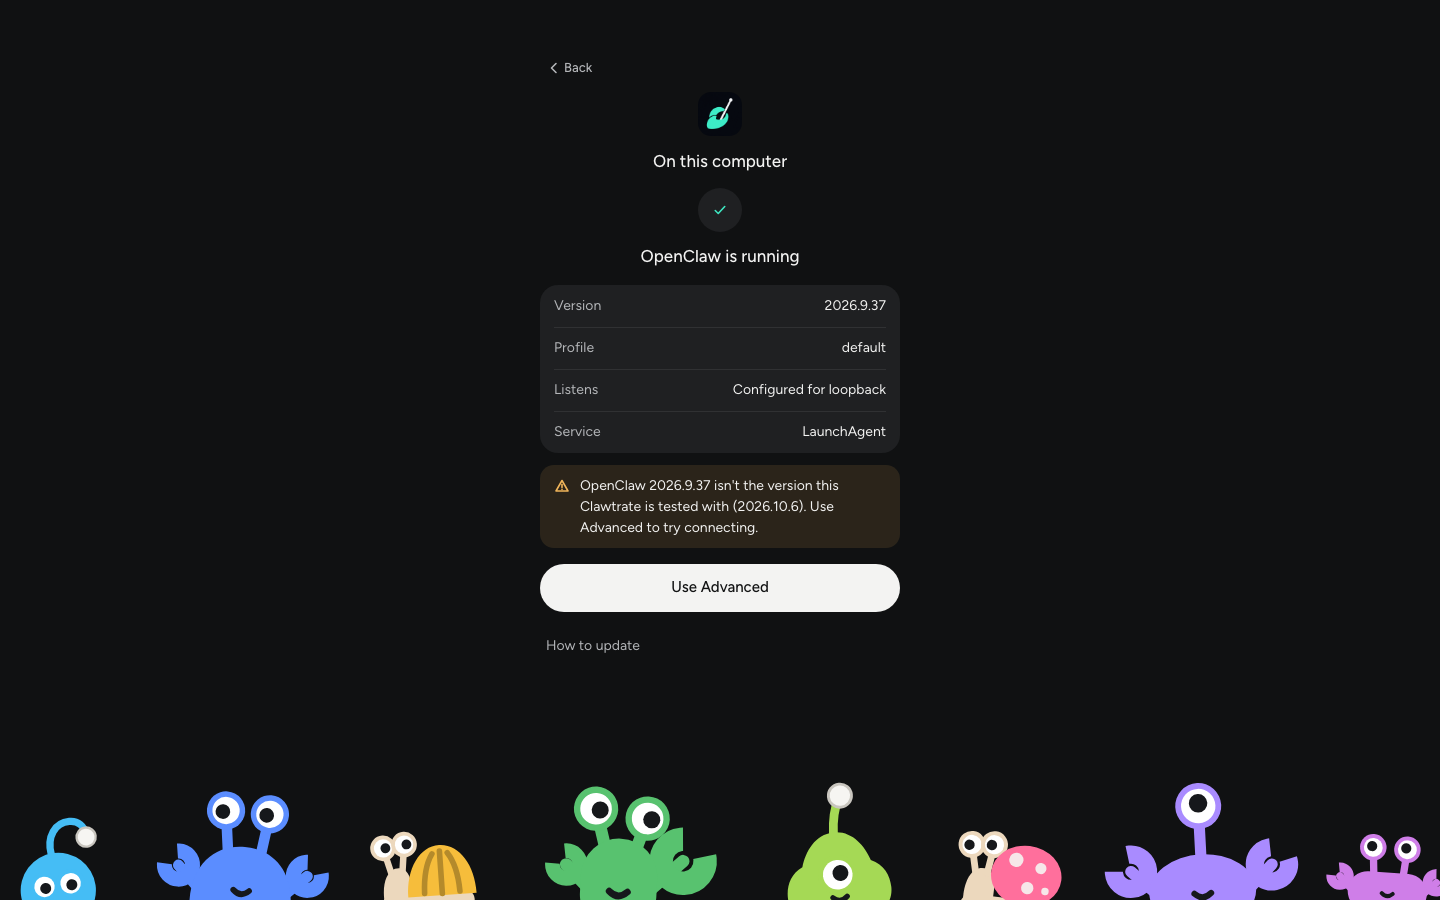 Back
On this computer
OpenClaw is running
Version 2026.9.37
Profile default
Listens Configured for loopback
Service LaunchAgent
OpenClaw 2026.9.37 isn't the version this
Clawtrate is tested with (2026.10.6). Use
Advanced to try connecting.
Use Advanced
How to update